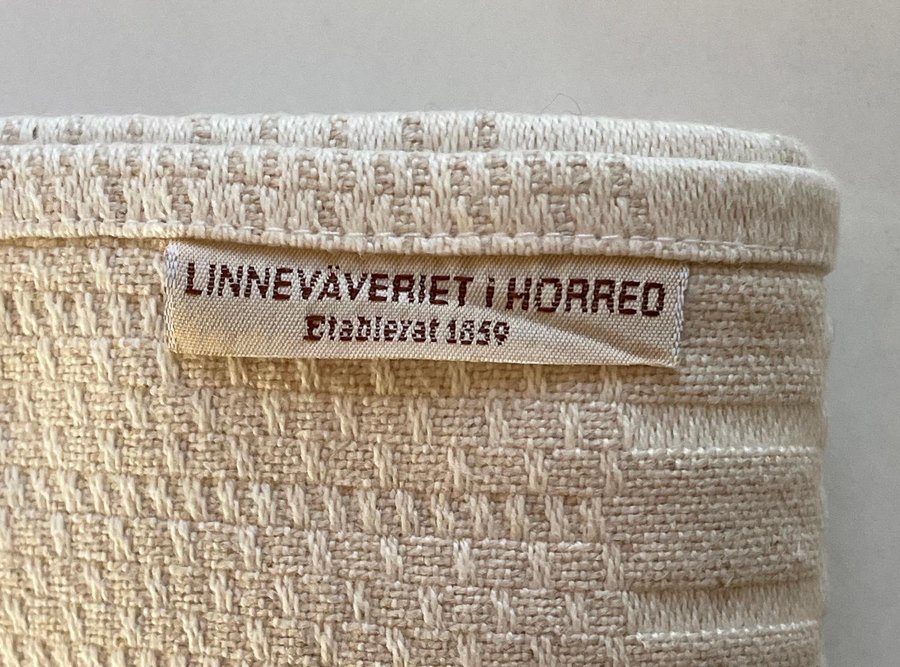 LINNEVÄVERIET I HORRED
Etablerat 1859